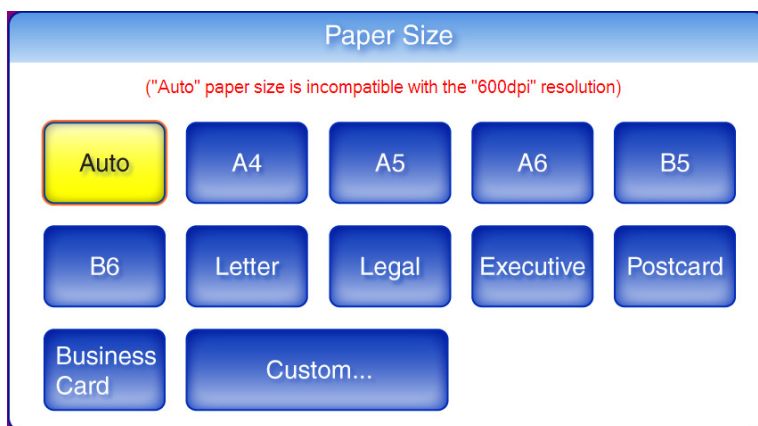 Paper Size
("Auto" paper size is incompatible with the "600dpi" resolution)
Auto A4 A5 A6 B5
B6 Letter Legal Executive Postcard
Business
Card
Custom...